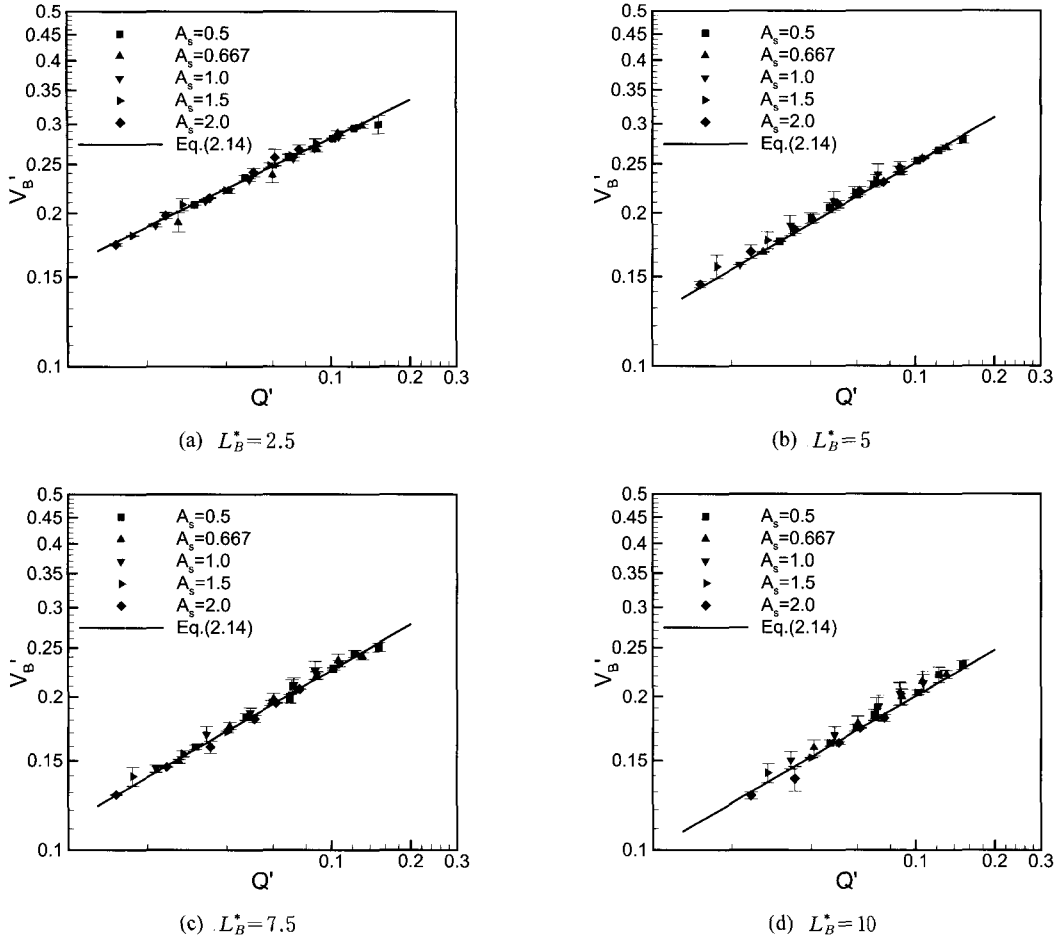 0.5
0.45
0.4
0.35
0.3
0.25
0.2
0.15
0.1
V_B'
A_s=0.5
A_s=0.667
A_s=1.0
A_s=1.5
A_s=2.0
Eq.(2.14)
0.1 0.2 0.3
Q'
(a) L_B^*=2.5
0.5
0.45
0.4
0.35
0.3
0.25
0.2
0.15
0.1
V_B'
A_s=0.5
A_s=0.667
A_s=1.0
A_s=1.5
A_s=2.0
Eq.(2.14)
0.1 0.2 0.3
Q'
(b) L_B^*=5
0.5
0.45
0.4
0.35
0.3
0.25
0.2
0.15
0.1
V_B'
A_s=0.5
A_s=0.667
A_s=1.0
A_s=1.5
A_s=2.0
Eq.(2.14)
0.1 0.2 0.3
Q'
(c) L_B^*=7.5
0.5
0.45
0.4
0.35
0.3
0.25
0.2
0.15
0.1
V_B'
A_s=0.5
A_s=0.667
A_s=1.0
A_s=1.5
A_s=2.0
Eq.(2.14)
0.1 0.2 0.3
Q'
(d) L_B^*=10